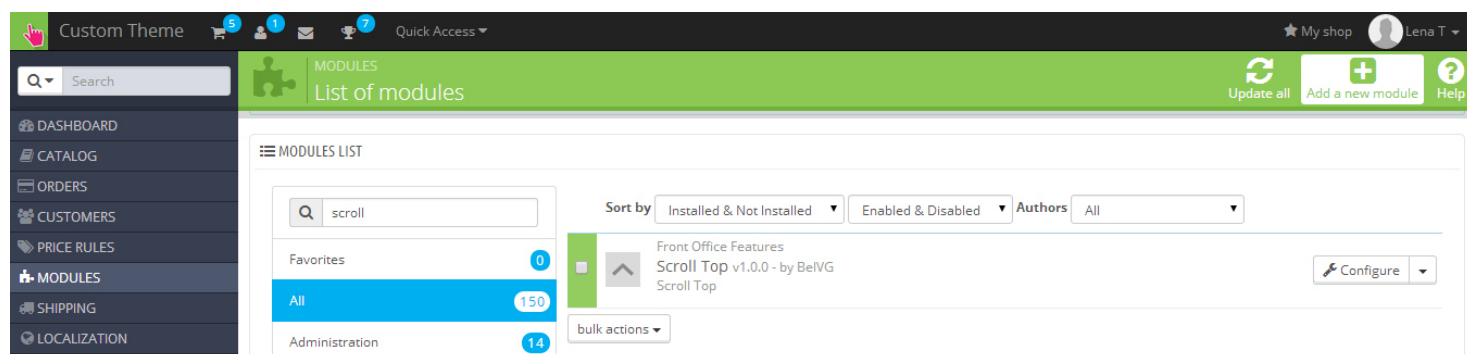 Custom Theme 5 1 7 Quick Access My shop Lena T
Search
MODULES
List of modules
Update all Add a new module Help
DASHBOARD
CATALOG
ORDERS
CUSTOMERS
PRICE RULES
MODULES
SHIPPING
LOCALIZATION
MODULES LIST
scroll
Favorites 0
All 150
Administration 14
Sort by Installed & Not Installed Enabled & Disabled Authors All
Front Office Features
Scroll Top v1.0.0 - by BelVG
Scroll Top
Configure
bulk actions